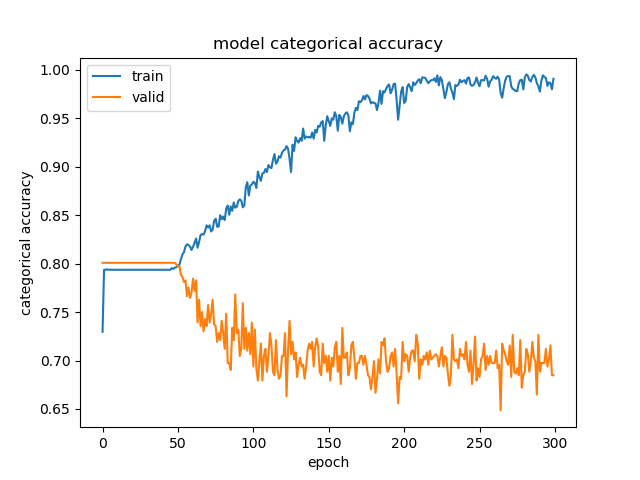 model categorical accuracy
train
valid
1.00
0.95
0.90
0.85
0.80
0.75
0.70
0.65
categorical accuracy
0 50 100 150 200 250 300
epoch